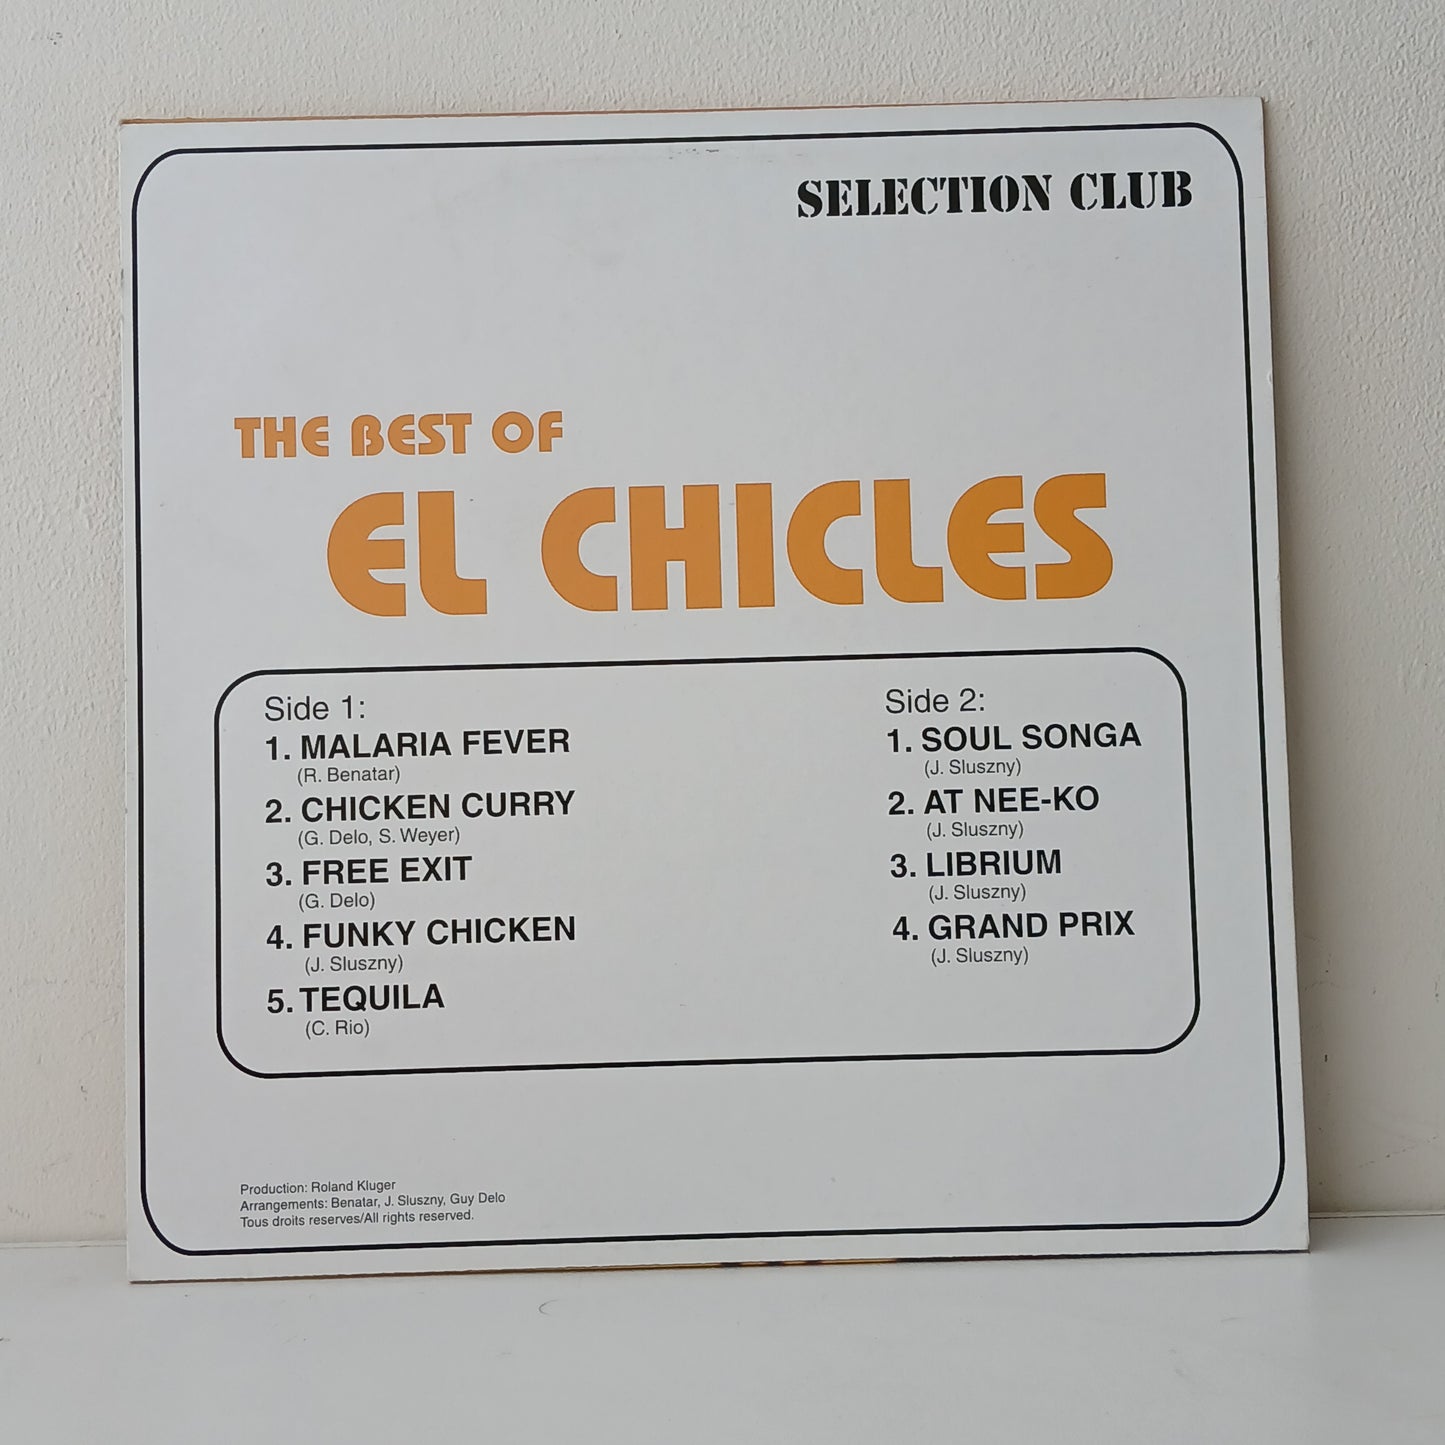 SELECTION CLUB
THE BEST OF
EL CHICLES
Side 1:
1. MALARIA FEVER
(R. Benatar)
2. CHICKEN CURRY
(G. Delo, S. Weyer)
3. FREE EXIT
(G. Delo)
4. FUNKY CHICKEN
(J. Sluszny)
5. TEQUILA
(C. Rio)
Side 2:
1. SOUL SONGA
(J. Sluszny)
2. AT NEE-KO
(J. Sluszny)
3. LIBRIUM
(J. Sluszny)
4. GRAND PRIX
(J. Sluszny)
Production: Roland Kluger
Arrangements: Benatar, J. Sluszny, Guy Delo
Tous droits reserves/All rights reserved.